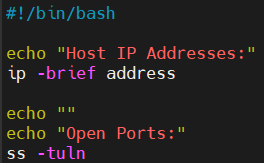 #!/bin/bash
echo "Host IP Addresses:"
ip -brief address
echo ""
echo "Open Ports:"
ss -tuln